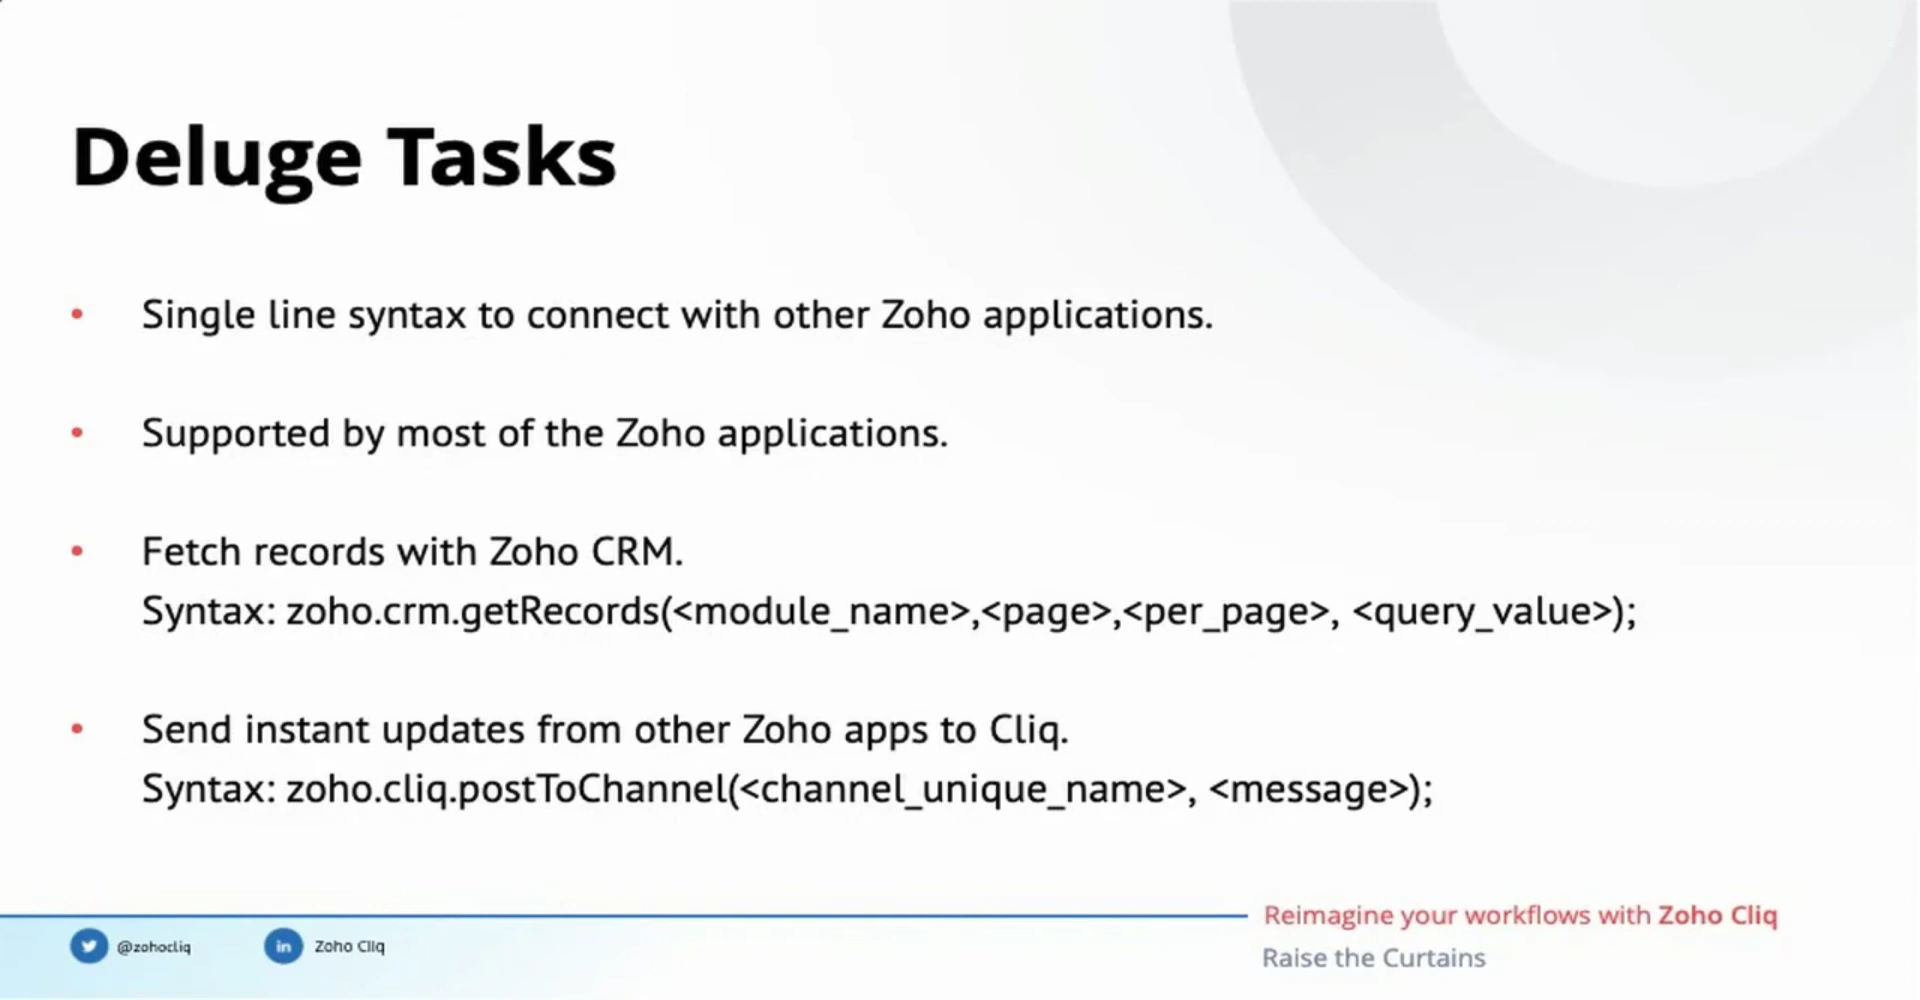 Deluge Tasks
• Single line syntax to connect with other Zoho applications.
• Supported by most of the Zoho applications.
• Fetch records with Zoho CRM.
Syntax: zoho.crm.getRecords(<module_name>,<page>,<per_page>, <query_value>);
• Send instant updates from other Zoho apps to Cliq.
Syntax: zoho.cliq.postToChannel(<channel_unique_name>, <message>);
Reimagine your workflows with Zoho Cliq
@zohocliq
in Zoho Cliq
Raise the Curtains